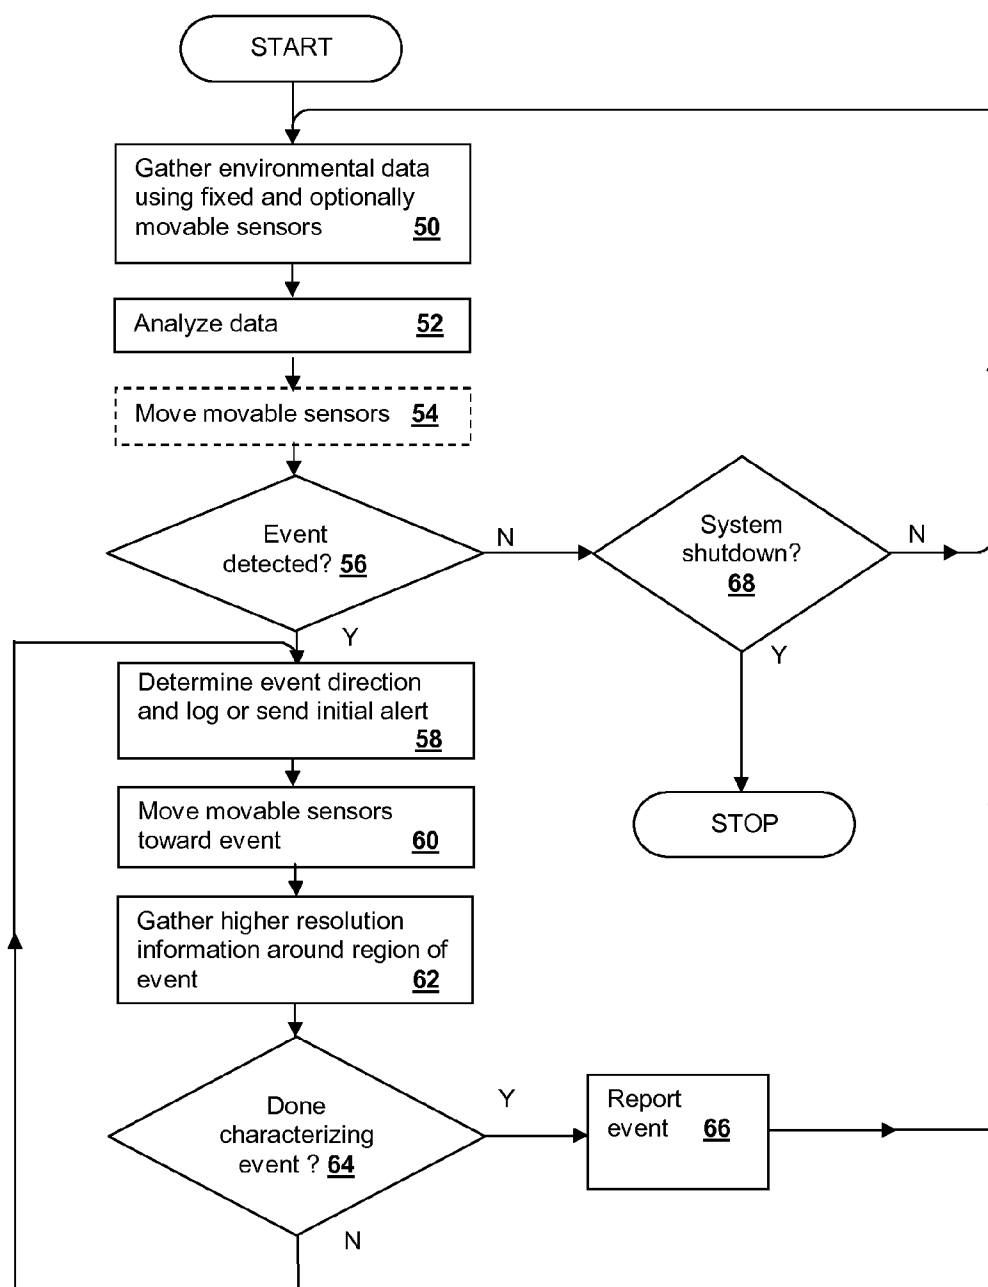 START
Gather environmental data
using fixed and optionally
movable sensors 50
Analyze data 52
Move movable sensors 54
Event
detected? 56
N
System
shutdown?
68
N
Y
Y
Determine event direction
and log or send initial alert
58
Move movable sensors
toward event 60
STOP
Gather higher resolution
information around region of
event 62
Done
characterizing
event ? 64
Y
Report
event 66
N